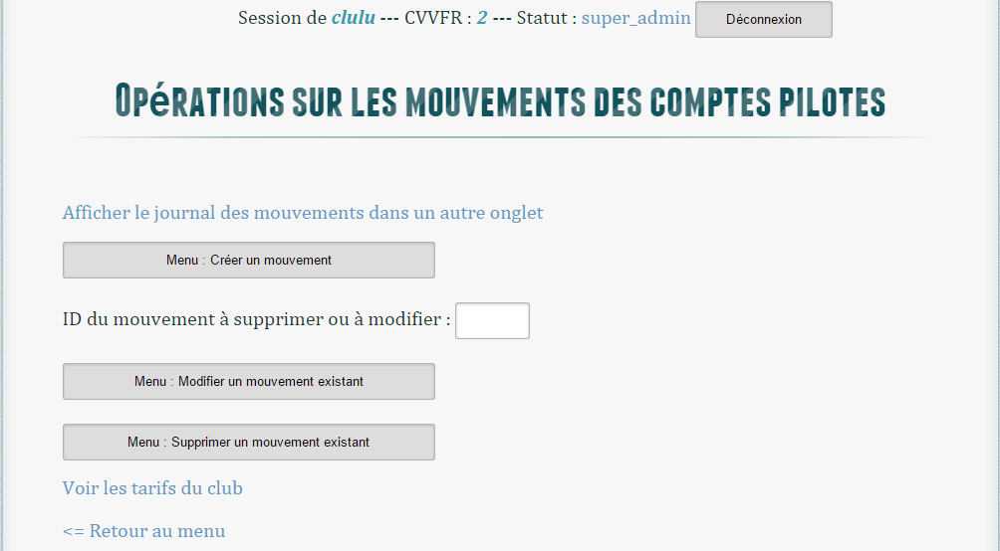 Session de clulu --- CVVFR : 2 --- Statut : super_admin Déconnexion
Opérations sur les mouvements des comptes pilotes
Afficher le journal des mouvements dans un autre onglet
Menu : Créer un mouvement
ID du mouvement à supprimer ou à modifier :
Menu : Modifier un mouvement existant
Menu : Supprimer un mouvement existant
Voir les tarifs du club
<= Retour au menu